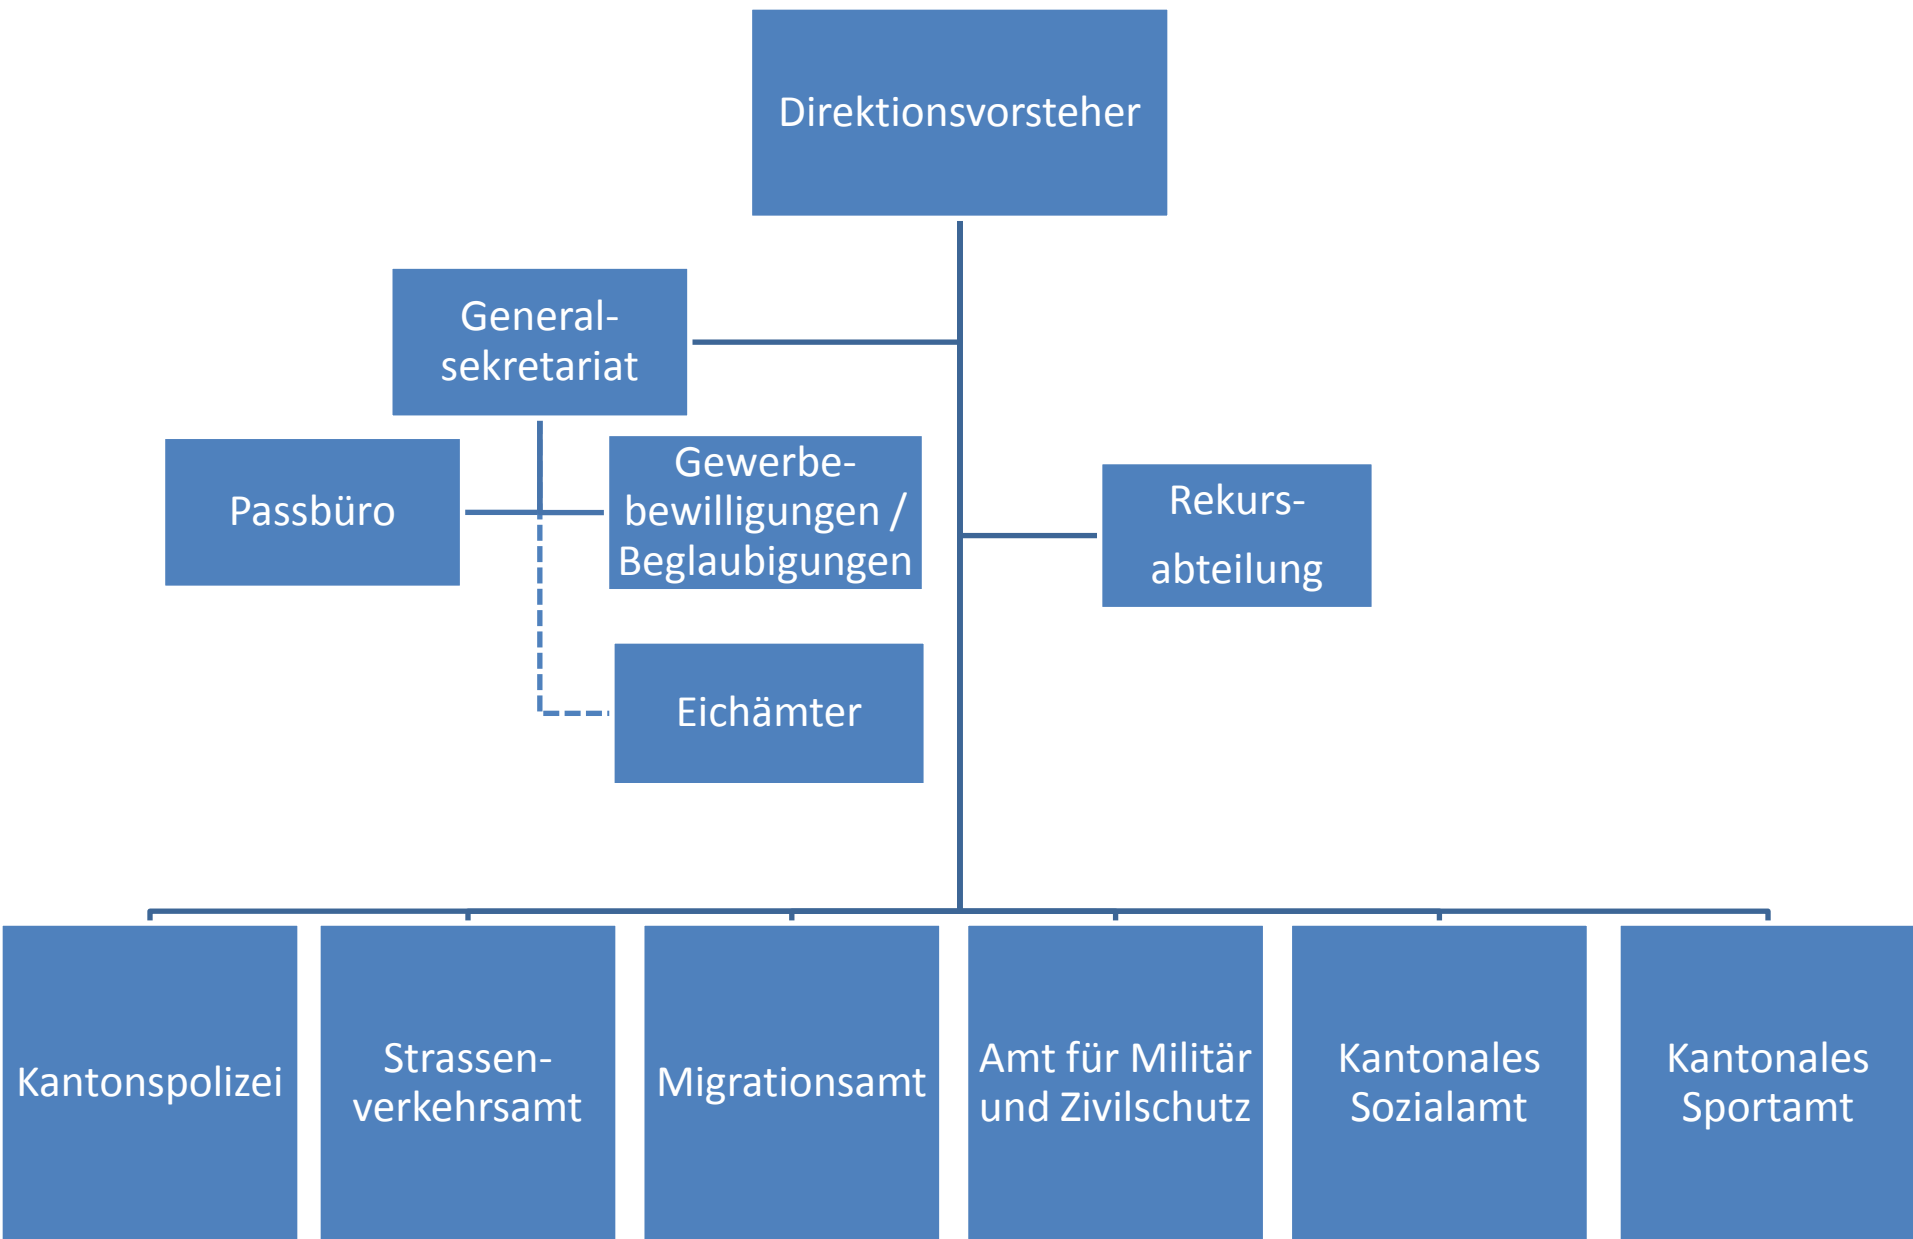 Direktionsvorsteher
General-
sekretariat
Passbüro
Gewerbe-
bewilligungen /
Beglaubigungen
Rekurs-
abteilung
Eichämter
Kantonspolizei
Strassen-
verkehrsamt
Migrationsamt
Amt für Militär
und Zivilschutz
Kantonales
Sozialamt
Kantonales
Sportamt